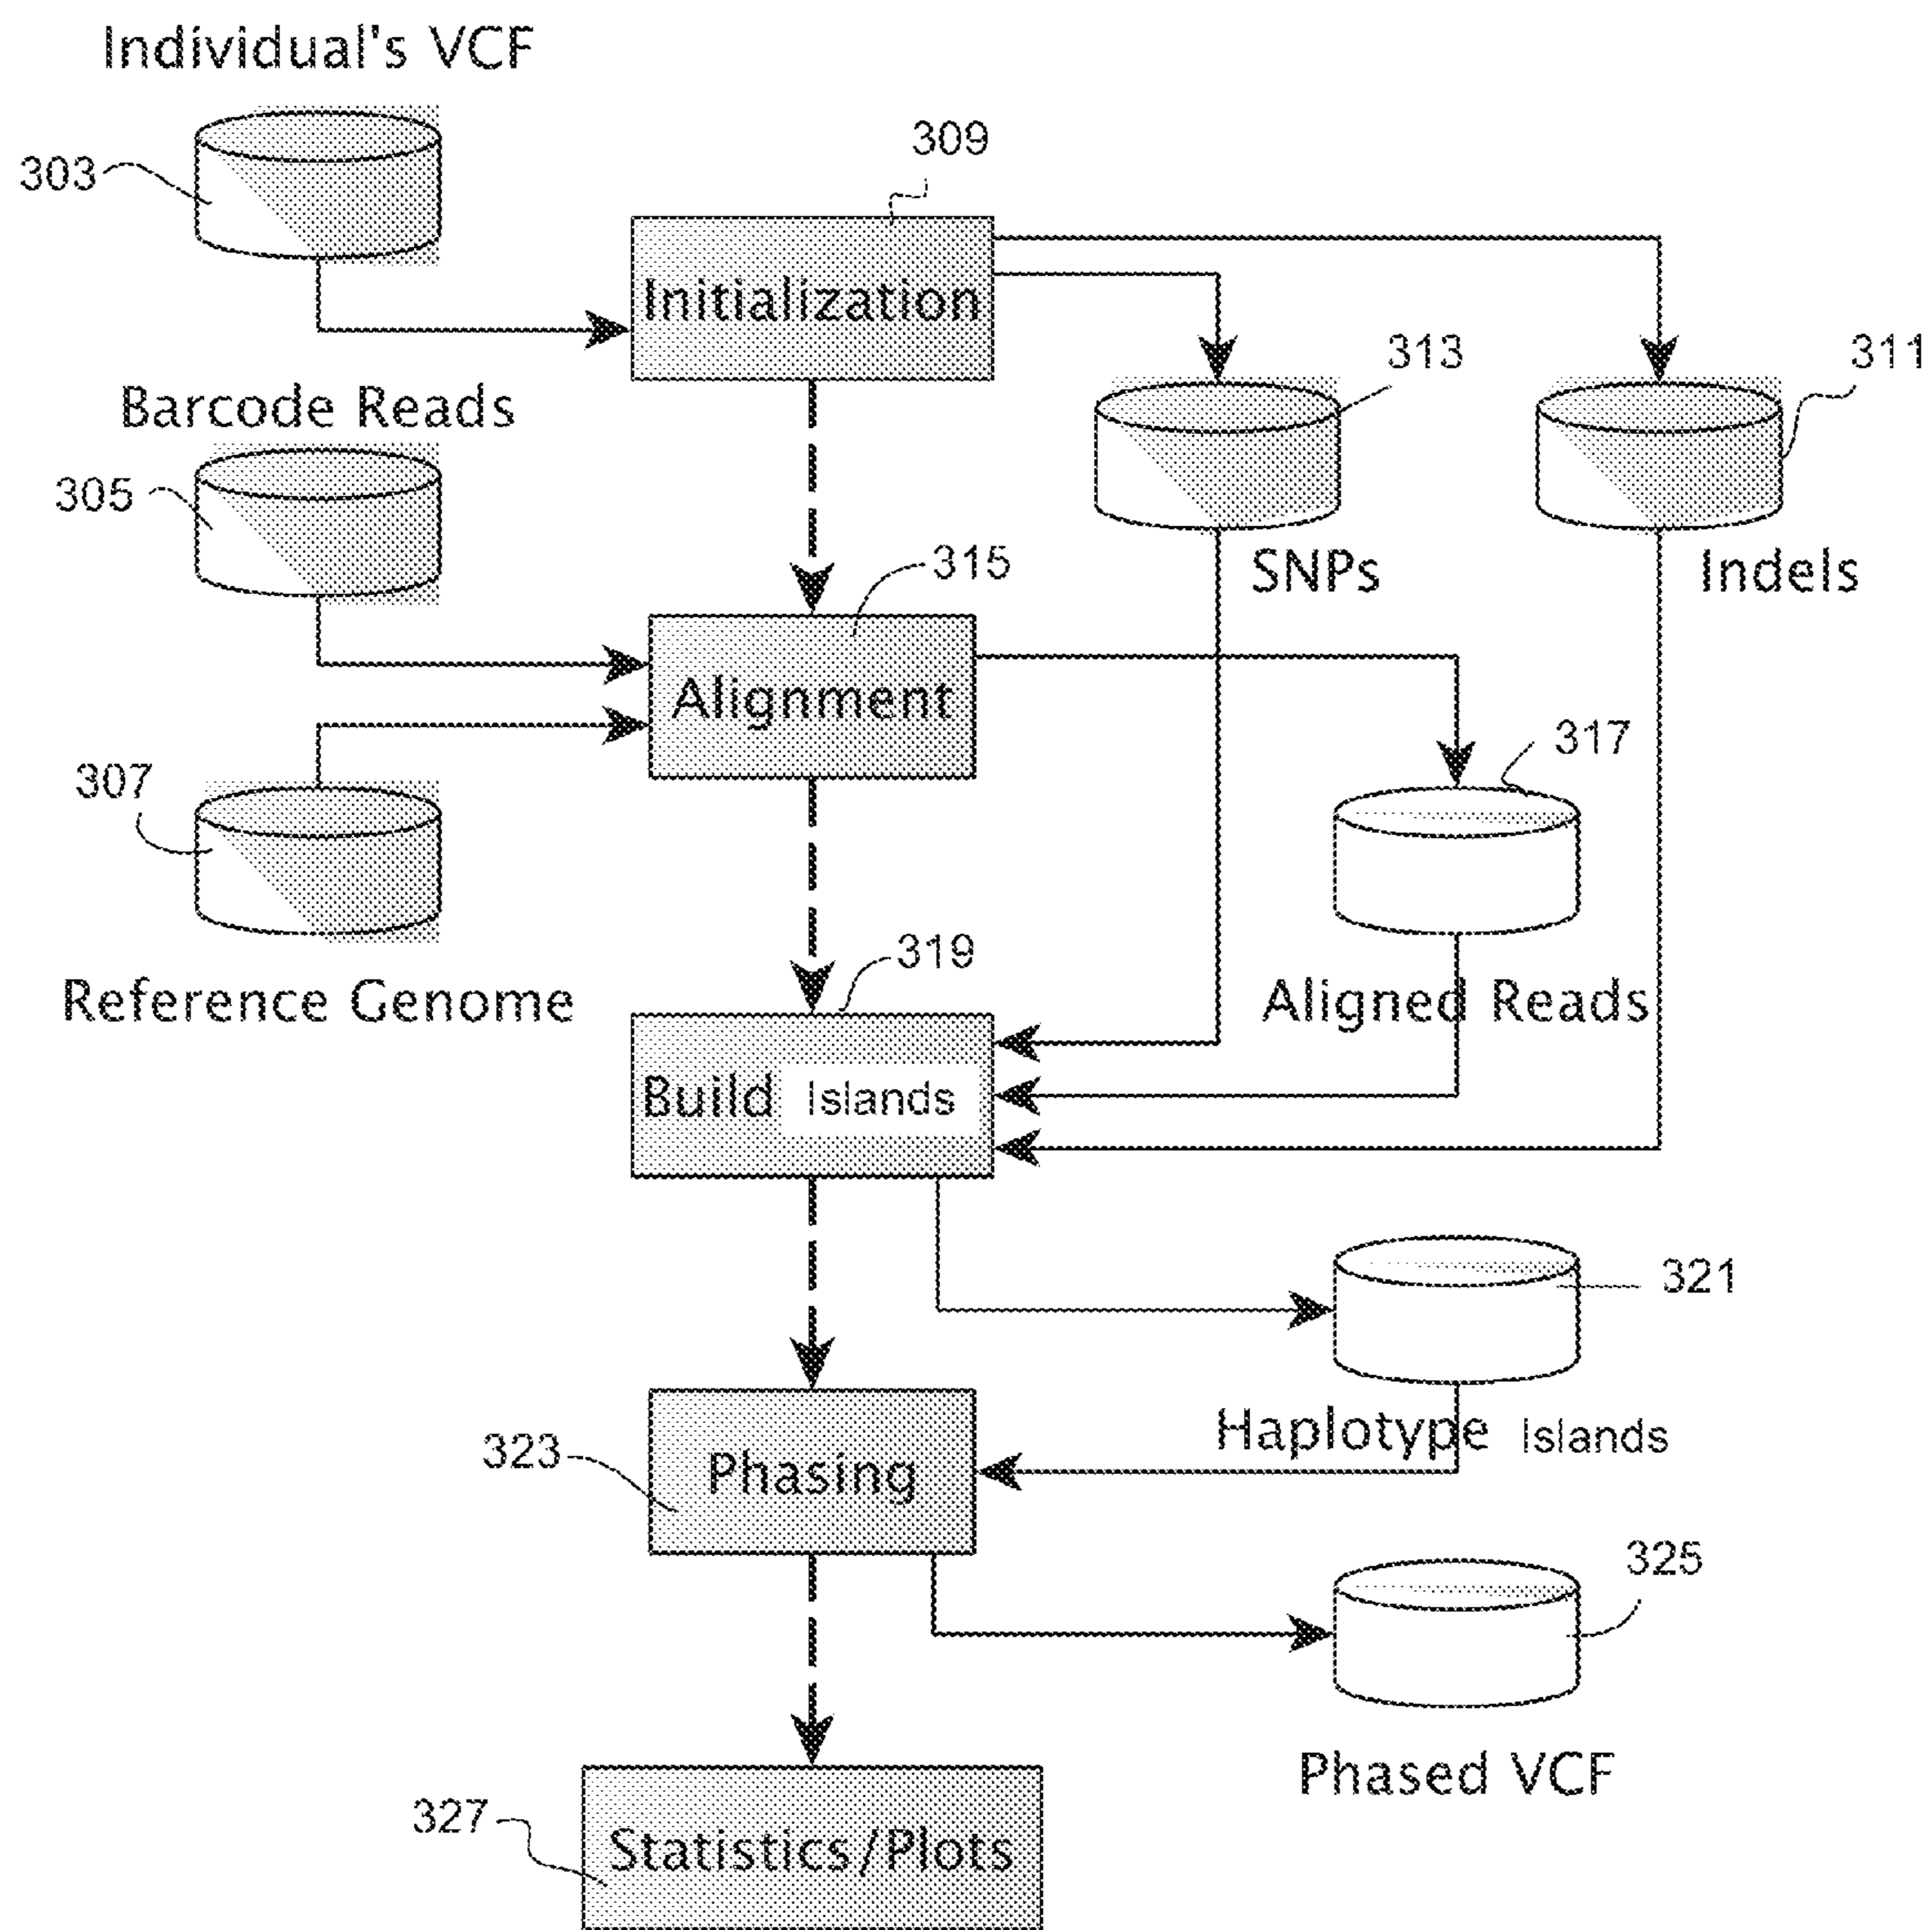 Individual's VCF
303
309
Initialization
313
311
Barcode Reads
305
315
SNPs
Indels
Alignment
317
307
319
Reference Genome
Aligned Reads
Build Islands
321
Haplotype Islands
323
Phasing
325
Phased VCF
327
Statistics/Plots